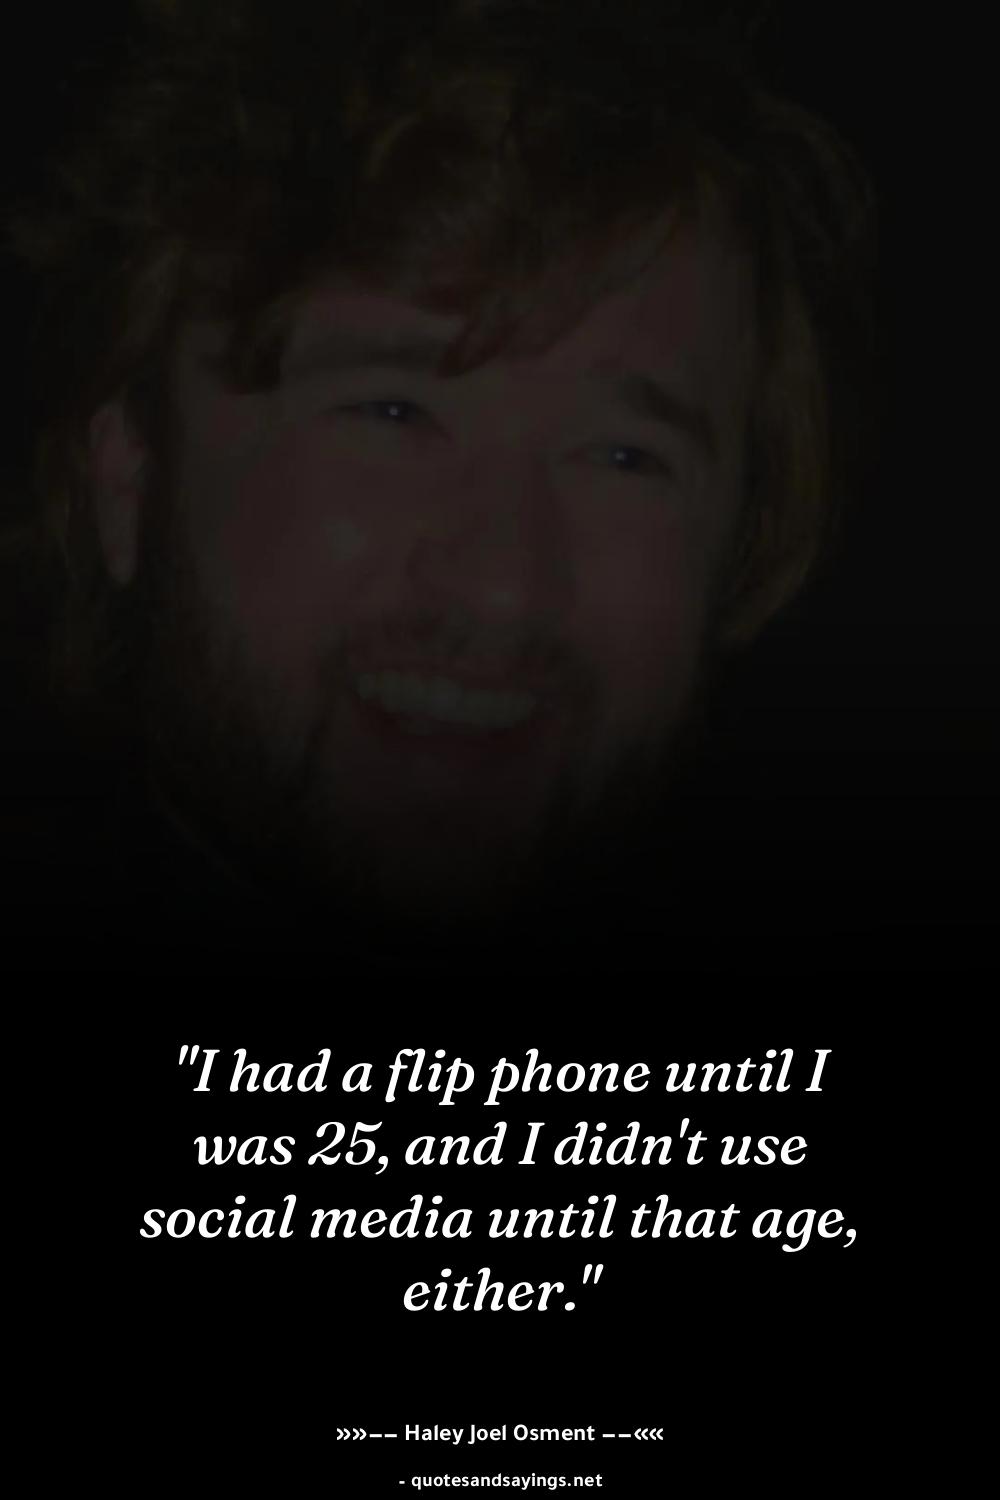 "I had a flip phone until I
was 25, and I didn't use
social media until that age,
either."
»»–– Haley Joel Osment ––««
- quotesandsayings.net